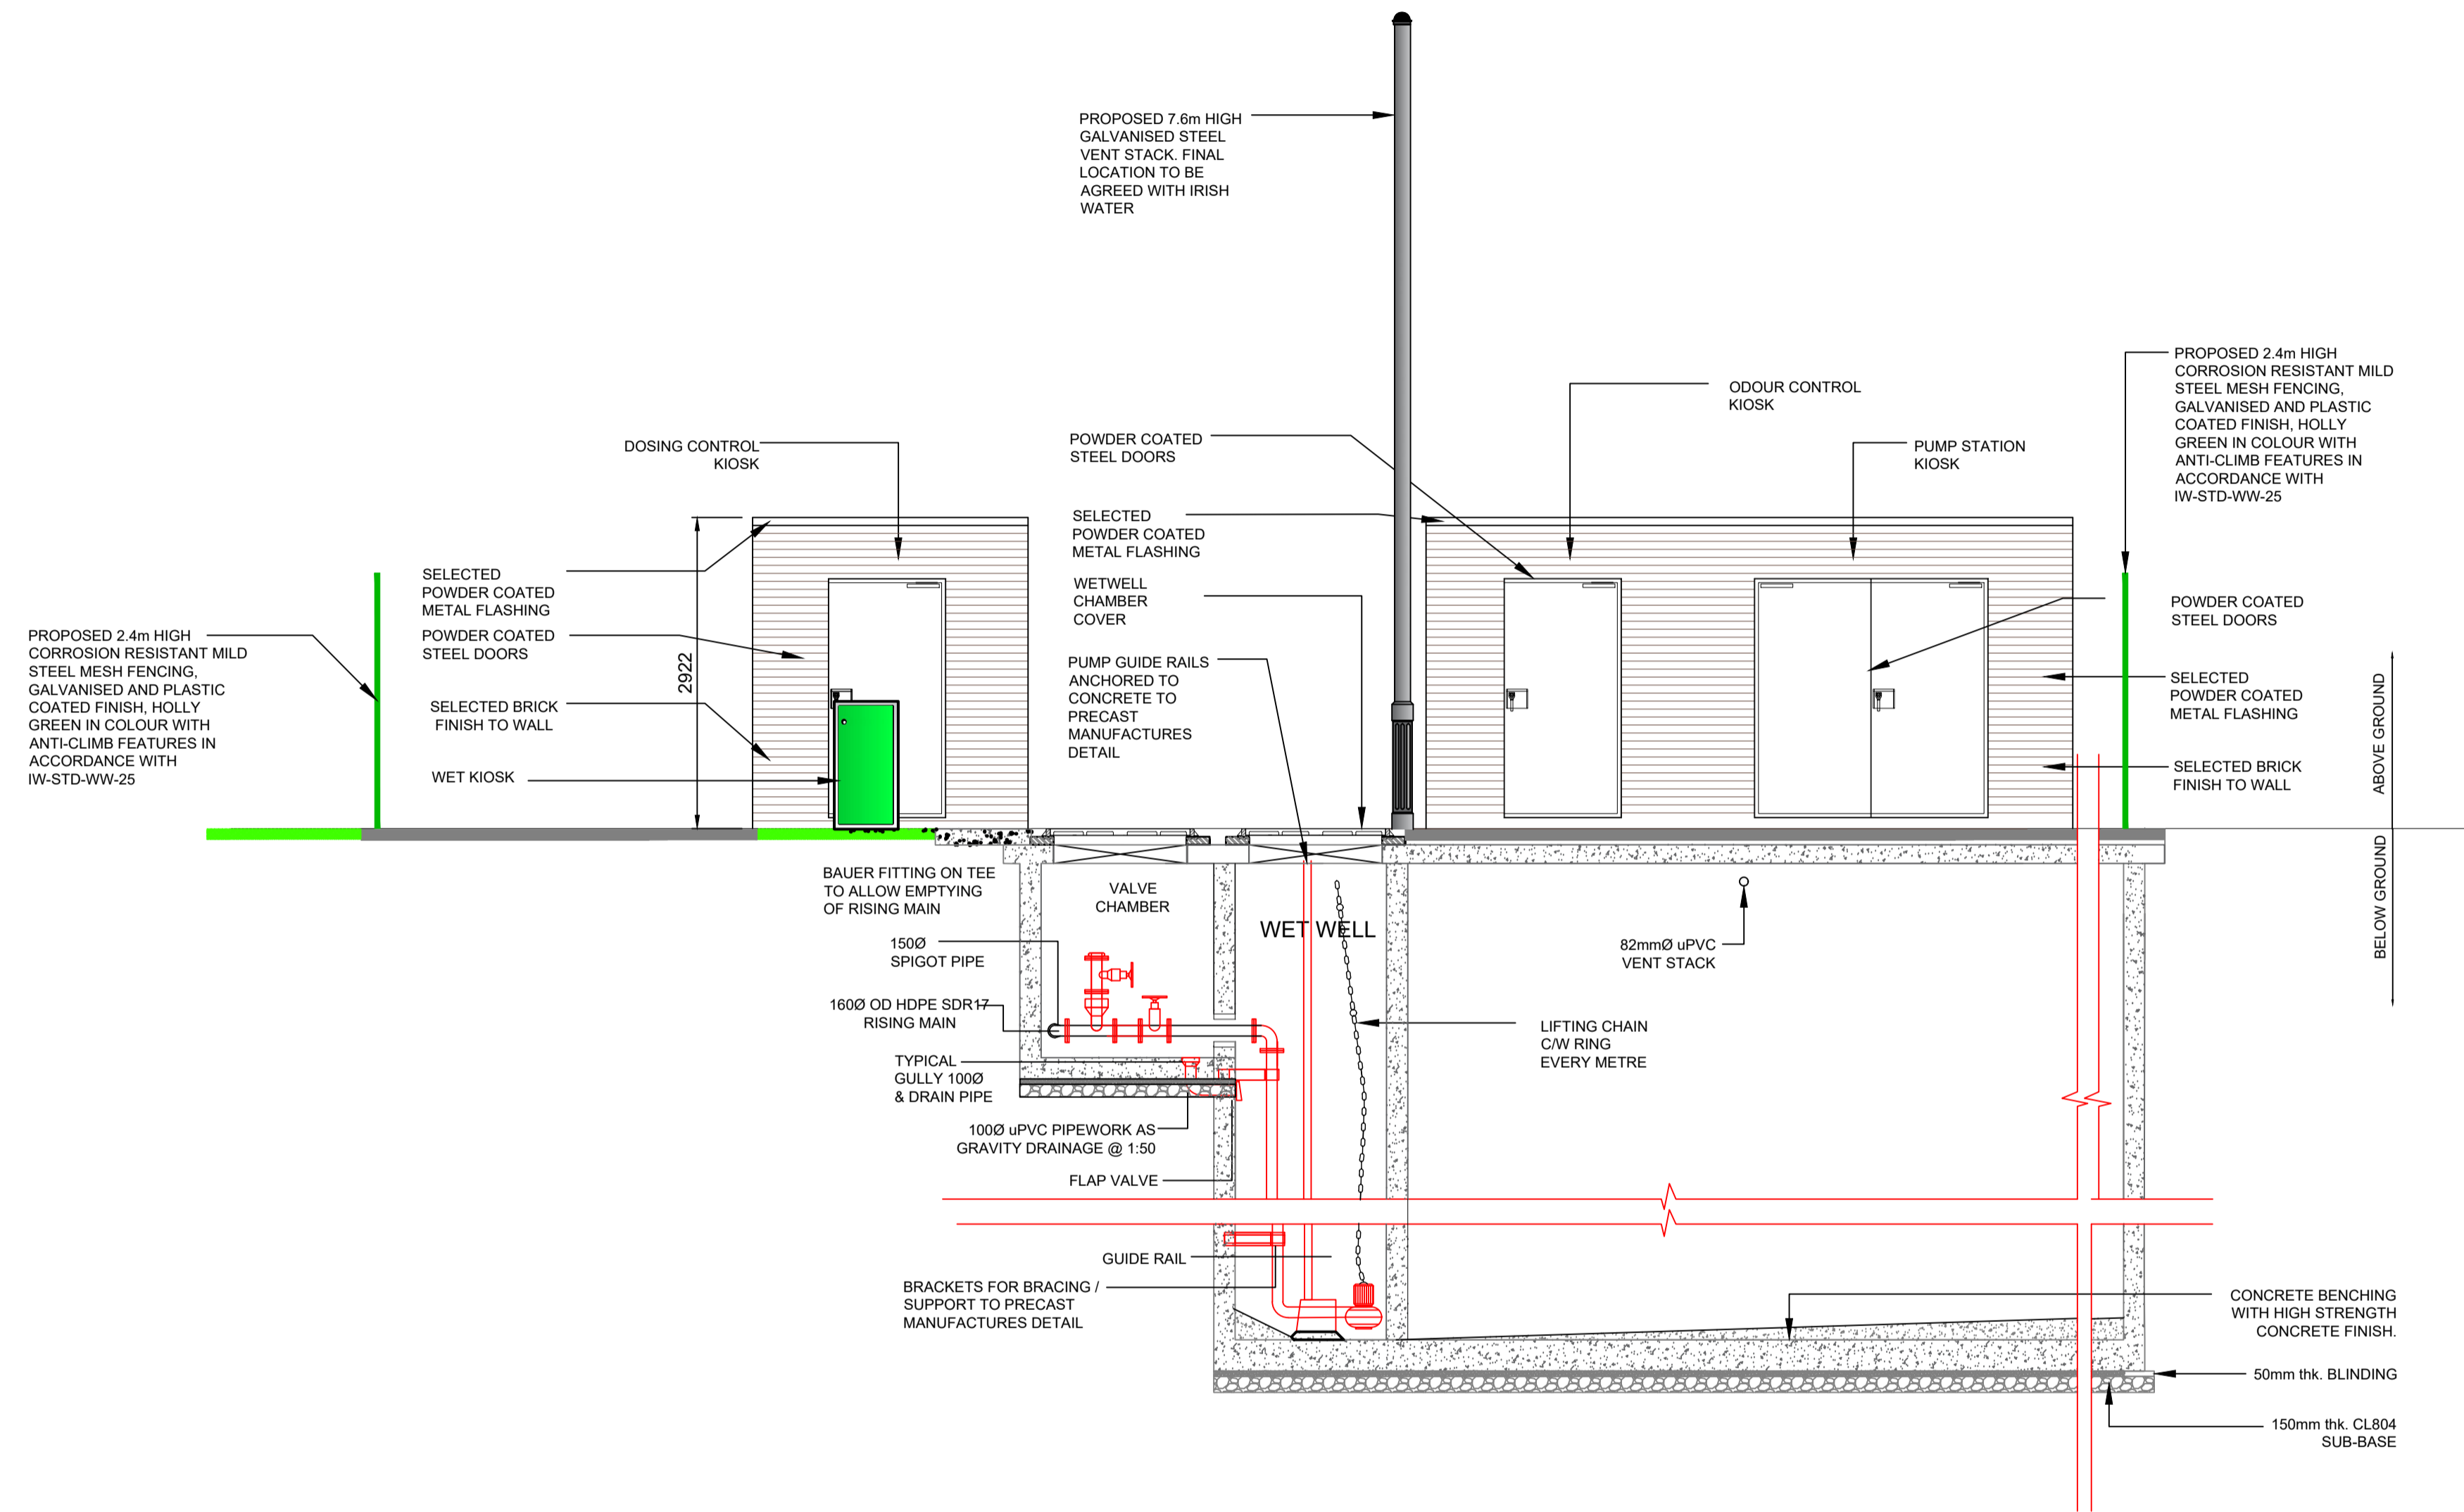 PROPOSED 7.6m HIGH
GALVANISED STEEL
VENT STACK. FINAL
LOCATION TO BE
AGREED WITH IRISH
WATER
PROPOSED 2.4m HIGH
CORROSION RESISTANT MILD
STEEL MESH FENCING,
GALVANISED AND PLASTIC
COATED FINISH, HOLLY
GREEN IN COLOUR WITH
ANTI-CLIMB FEATURES IN
ACCORDANCE WITH
IW-STD-WW-25
ODOUR CONTROL
KIOSK
PUMP STATION
KIOSK
DOSING CONTROL
KIOSK
POWDER COATED
STEEL DOORS
SELECTED
POWDER COATED
METAL FLASHING
WETWELL
CHAMBER
COVER
PUMP GUIDE RAILS
ANCHORED TO
CONCRETE TO
PRECAST
MANUFACTURES
DETAIL
SELECTED
POWDER COATED
METAL FLASHING
POWDER COATED
STEEL DOORS
SELECTED BRICK
FINISH TO WALL
WET KIOSK
2922
PROPOSED 2.4m HIGH
CORROSION RESISTANT MILD
STEEL MESH FENCING,
GALVANISED AND PLASTIC
COATED FINISH, HOLLY
GREEN IN COLOUR WITH
ANTI-CLIMB FEATURES IN
ACCORDANCE WITH
IW-STD-WW-25
POWDER COATED
STEEL DOORS
SELECTED
POWDER COATED
METAL FLASHING
SELECTED BRICK
FINISH TO WALL
ABOVE GROUND
BELOW GROUND
BAUER FITTING ON TEE
TO ALLOW EMPTYING
OF RISING MAIN
VALVE
CHAMBER
WET WELL
150Ø
SPIGOT PIPE
160Ø OD HDPE SDR17
RISING MAIN
TYPICAL
GULLY 100Ø
& DRAIN PIPE
100Ø uPVC PIPEWORK AS
GRAVITY DRAINAGE @ 1:50
FLAP VALVE
82mmØ uPVC
VENT STACK
LIFTING CHAIN
C/W RING
EVERY METRE
GUIDE RAIL
BRACKETS FOR BRACING /
SUPPORT TO PRECAST
MANUFACTURES DETAIL
CONCRETE BENCHING
WITH HIGH STRENGTH
CONCRETE FINISH.
50mm thk. BLINDING
150mm thk. CL804
SUB-BASE